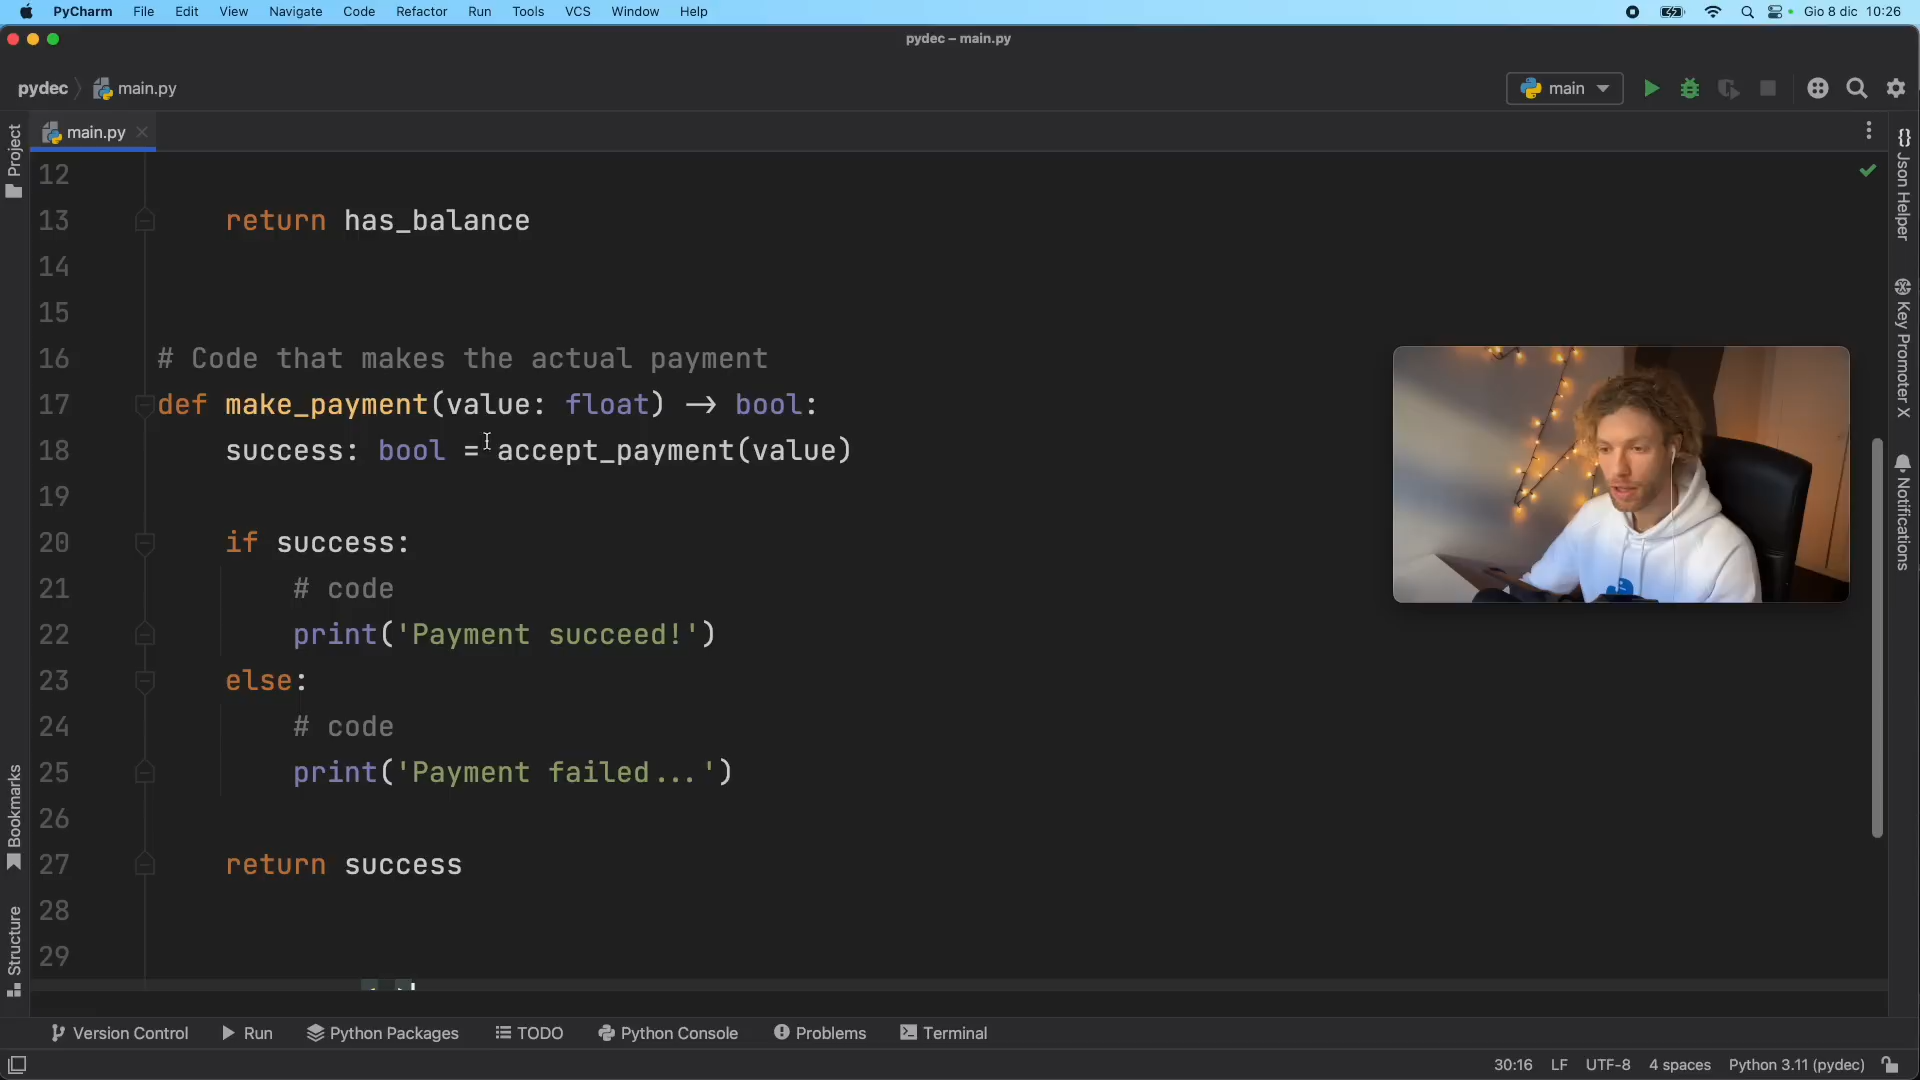 PyCharm File Edit View Navigate Code Refactor Run Tools VCS Window Help Gio 8 dic 10:26
pydec – main.py
pydec main.py main
main.py
Project
Json Helper
Key Promoter X
Notifications
Bookmarks
Structure
12
13 return has_balance
14
15
16 # Code that makes the actual payment
17 def make_payment(value: float) → bool:
18 success: bool = accept_payment(value)
19
20 if success:
21 # code
22 print('Payment succeed!')
23 else:
24 # code
25 print('Payment failed...')
26
27 return success
28
29
Version Control Run Python Packages TODO Python Console Problems Terminal
30:16 LF UTF-8 4 spaces Python 3.11 (pydec)